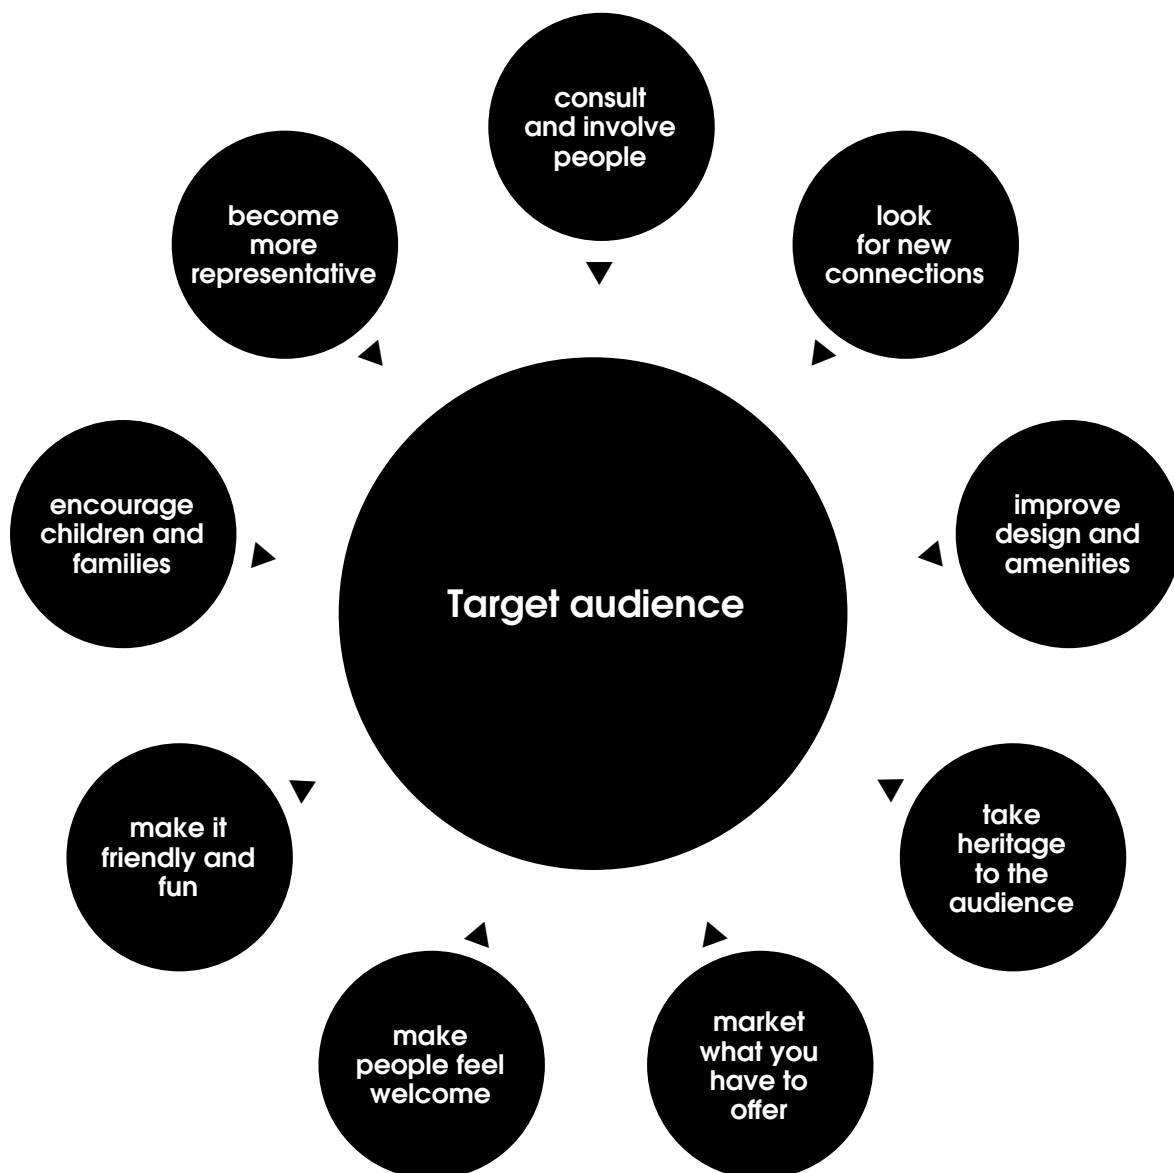 consult
and involve
people
look
for new
connections
improve
design and
amenities
take
heritage
to the
audience
market
what you
have to
offer
make
people feel
welcome
make it
friendly and
fun
encourage
children and
families
become
more
representative
Target audience